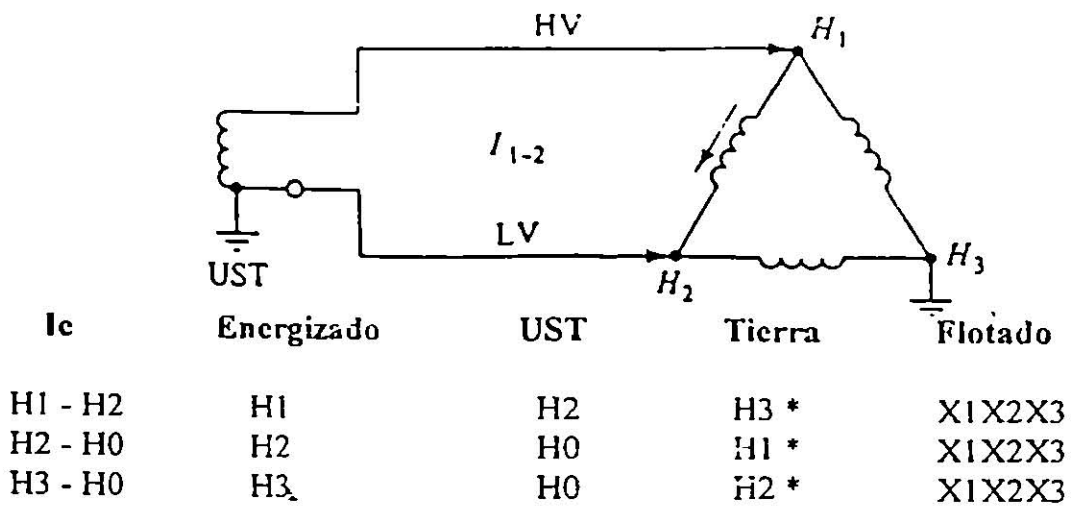 HV
H1
I1-2
LV
H2
H3
UST
Ic Energizado UST Tierra Flotado
H1 - H2 H1 H2 H3 * X1X2X3
H2 - H0 H2 H0 H1 * X1X2X3
H3 - H0 H3 H0 H2 * X1X2X3